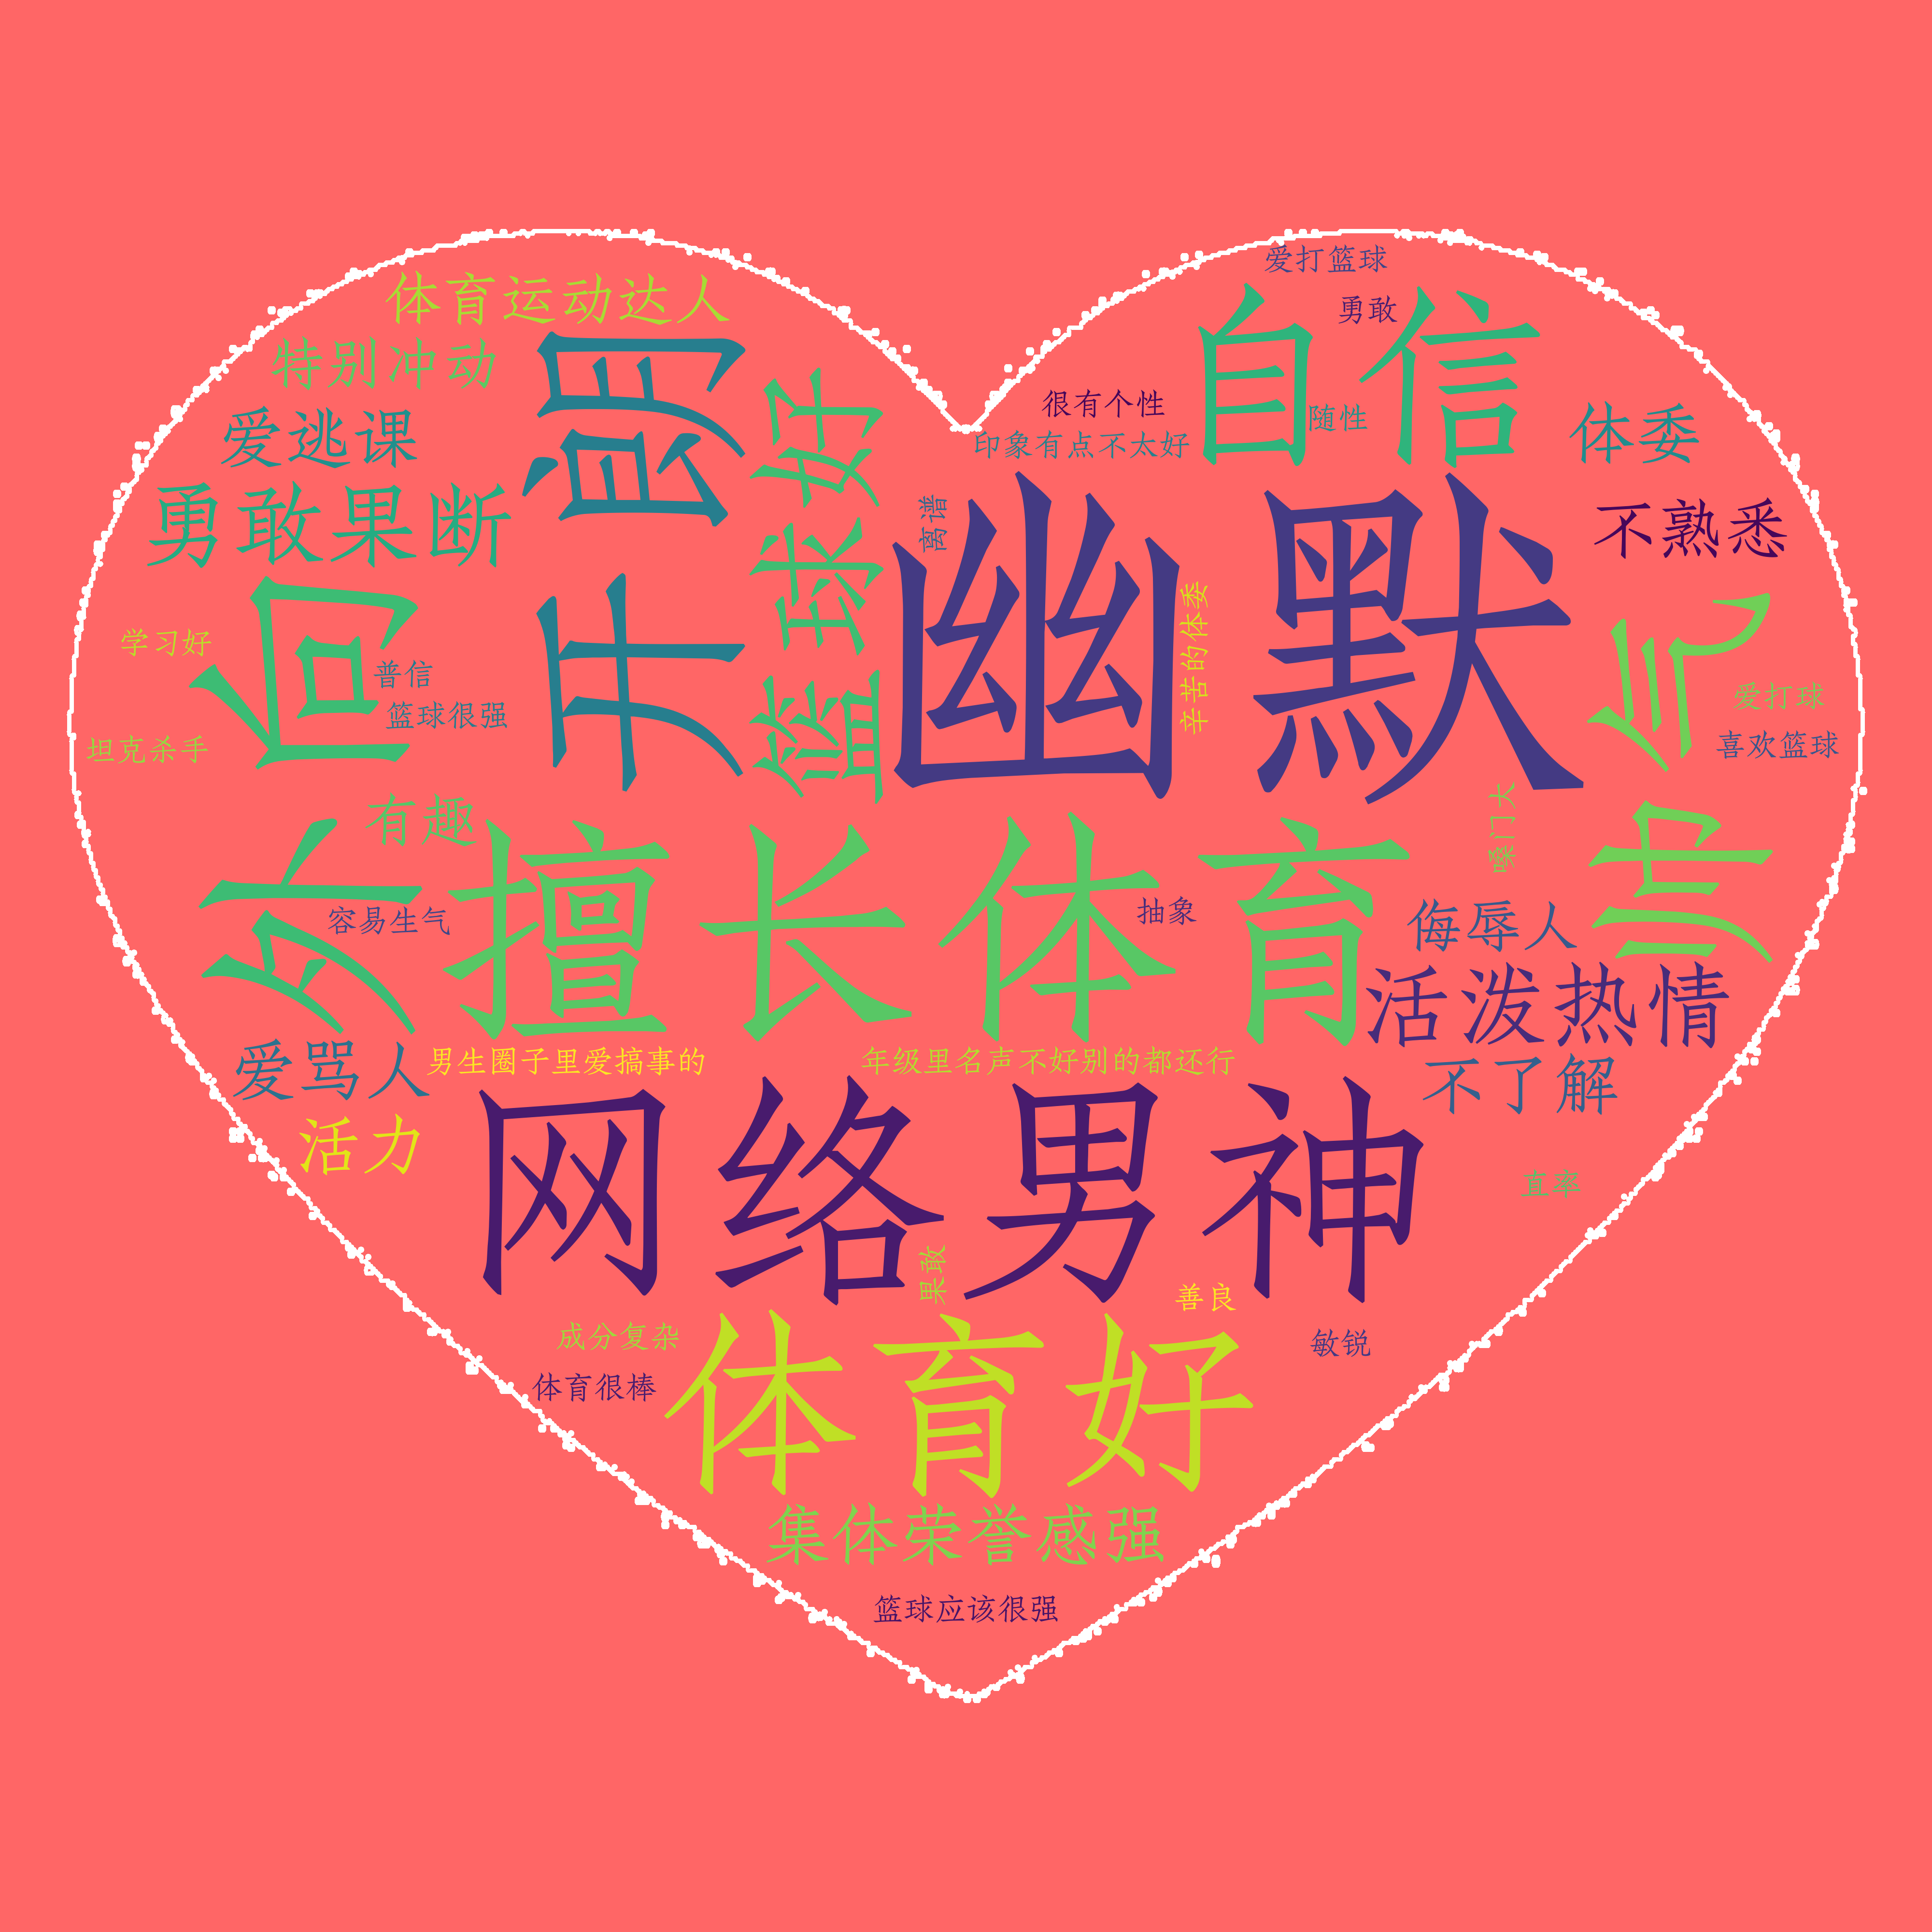 爱打篮球
体育运动达人
勇敢
自信
特别冲动
很有个性
随性
爱逃课
印象有点不太好
体委
开朗
篮球好
勇敢果断
离谱
幽默
不熟悉
外向
学习好
普信
辛苦的体委
帅气
爱打球
篮球很强
坦克杀手
喜欢篮球
有趣
嗓门大
擅长体育
容易生气
抽象
侮辱人
活泼热情
爱骂人
男生圈子里爱搞事的
年级里名声不好别的都还行
不了解
活力
网络男神
直率
果敢
善良
成分复杂
敏锐
体育很棒
体育好
集体荣誉感强
篮球应该很强